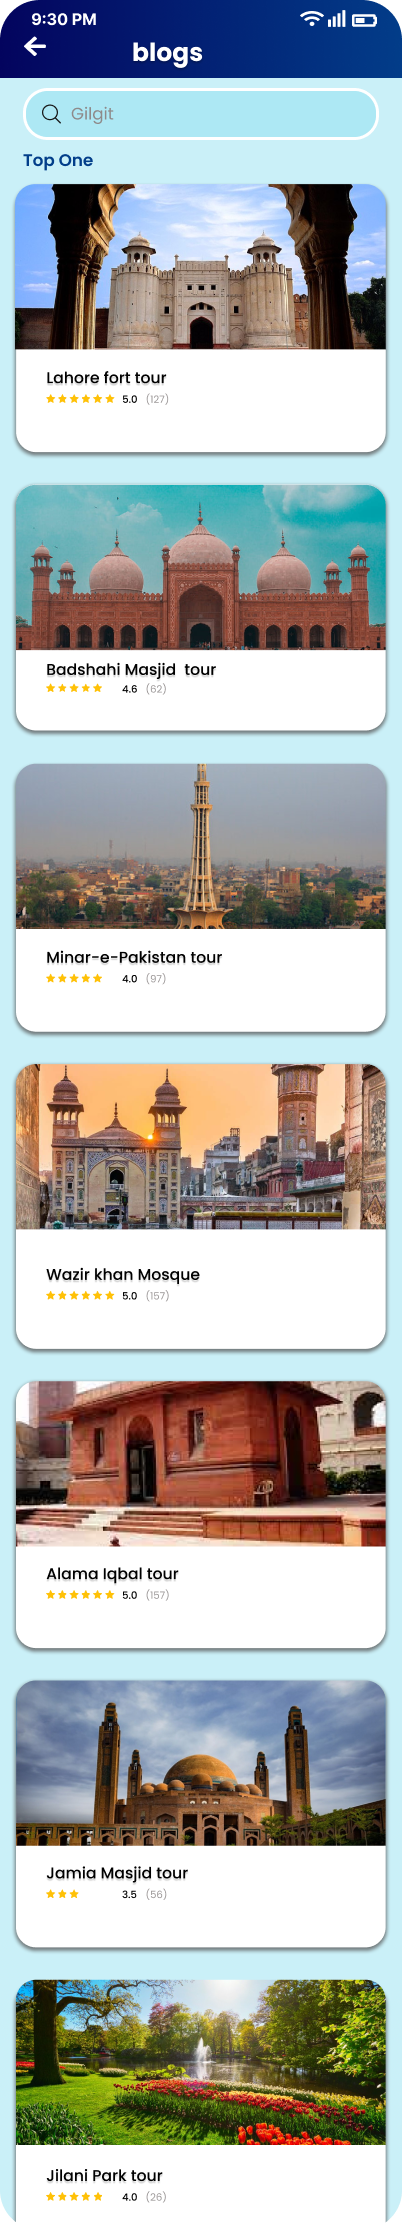 9:30 PM
blogs
Gilgit
Top One
Lahore fort tour
5.0 (127)
Badshahi Masjid tour
4.6 (62)
Minar-e-Pakistan tour
4.0 (97)
Wazir khan Mosque
5.0 (157)
Alama Iqbal tour
5.0 (157)
Jamia Masjid tour
3.5 (56)
Jilani Park tour
4.0 (26)